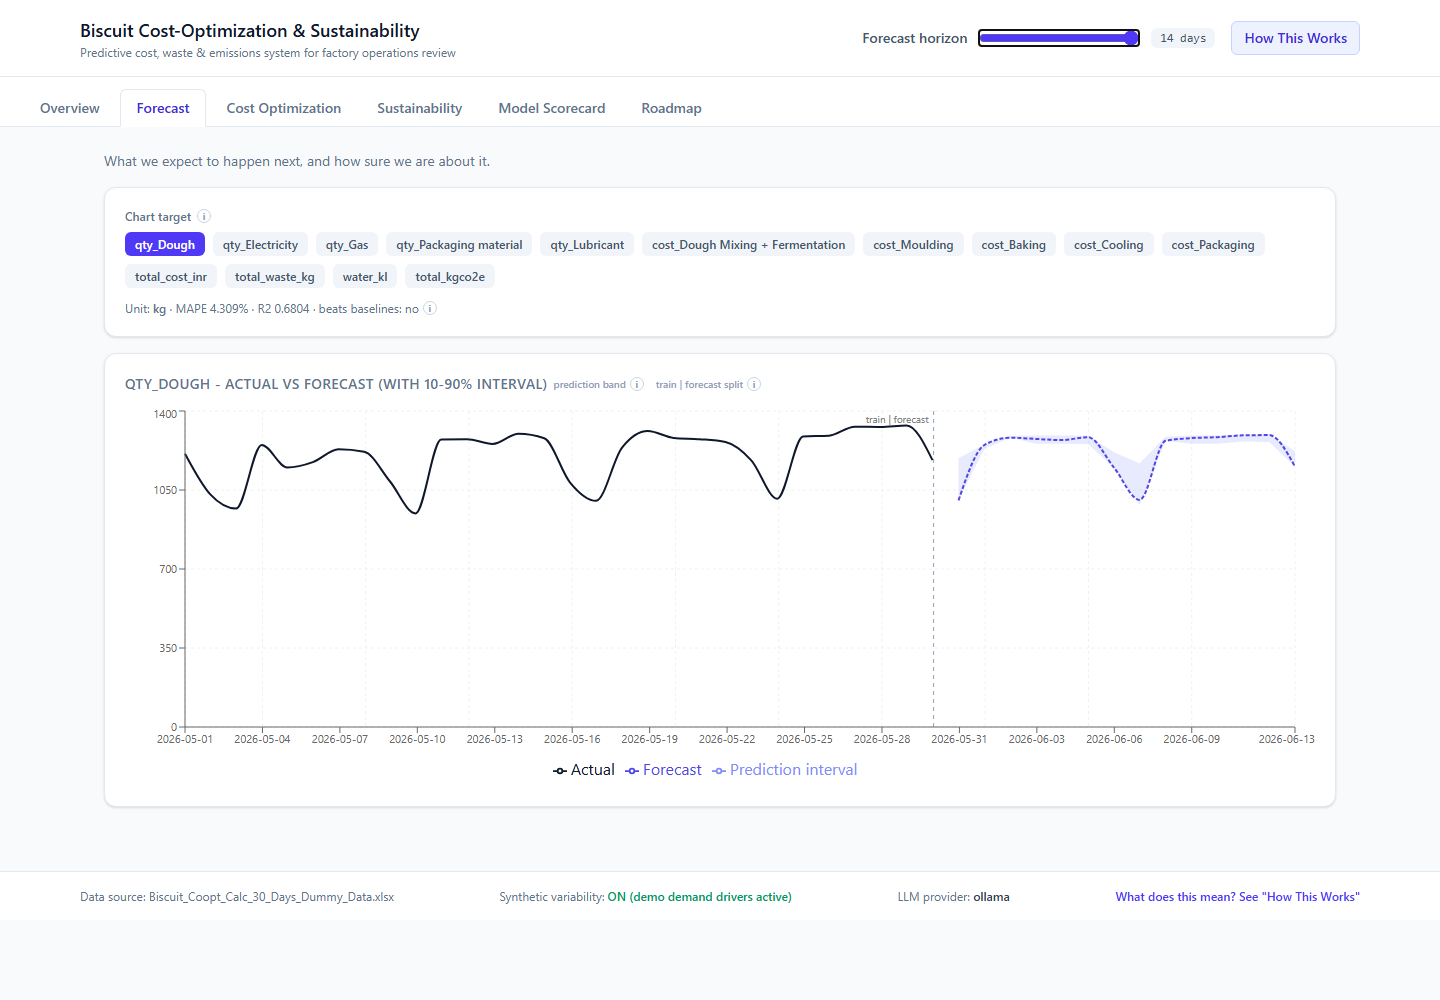 Biscuit Cost-Optimization & Sustainability
Predictive cost, waste & emissions system for factory operations review
Forecast horizon 14 days How This Works
Overview Forecast Cost Optimization Sustainability Model Scorecard Roadmap
What we expect to happen next, and how sure we are about it.
Chart target i
qty_Dough qty_Electricity qty_Gas qty_Packaging material qty_Lubricant cost_Dough Mixing + Fermentation cost_Moulding cost_Baking cost_Cooling cost_Packaging
total_cost_inr total_waste_kg water_kl total_kgco2e
Unit: kg · MAPE 4.309% · R2 0.6804 · beats baselines: no i
QTY_DOUGH - ACTUAL VS FORECAST (WITH 10-90% INTERVAL) prediction band i train | forecast split i
1400
train | forecast
1050
700
350
0
2026-05-01 2026-05-04 2026-05-07 2026-05-10 2026-05-13 2026-05-16 2026-05-19 2026-05-22 2026-05-25 2026-05-28 2026-05-31 2026-06-03 2026-06-06 2026-06-09 2026-06-13
Actual Forecast Prediction interval
Data source: Biscuit_Coopt_Calc_30_Days_Dummy_Data.xlsx Synthetic variability: ON (demo demand drivers active) LLM provider: ollama What does this mean? See "How This Works"